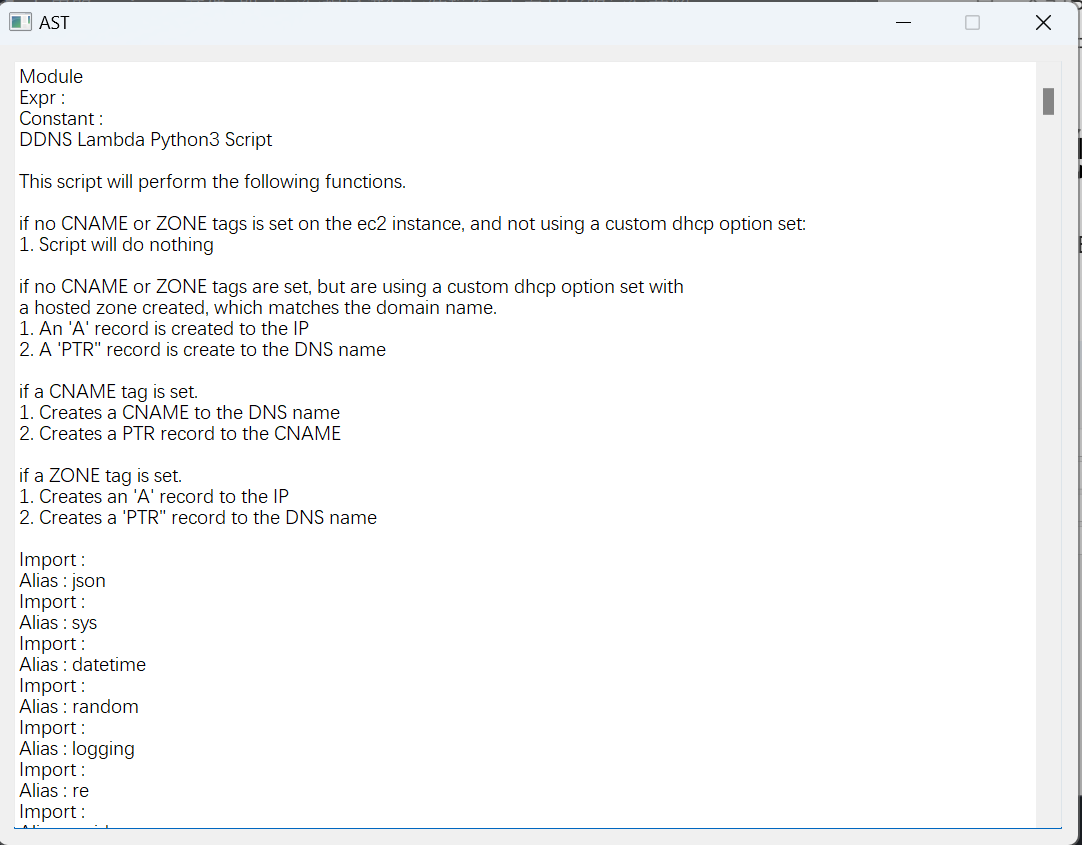 AST
Module
Expr :
Constant :
DDNS Lambda Python3 Script
This script will perform the following functions.
if no CNAME or ZONE tags is set on the ec2 instance, and not using a custom dhcp option set:
1. Script will do nothing
if no CNAME or ZONE tags are set, but are using a custom dhcp option set with
a hosted zone created, which matches the domain name.
1. An 'A' record is created to the IP
2. A 'PTR" record is create to the DNS name
if a CNAME tag is set.
1. Creates a CNAME to the DNS name
2. Creates a PTR record to the CNAME
if a ZONE tag is set.
1. Creates an 'A' record to the IP
2. Creates a 'PTR" record to the DNS name
Import :
Alias : json
Import :
Alias : sys
Import :
Alias : datetime
Import :
Alias : random
Import :
Alias : logging
Import :
Alias : re
Import :